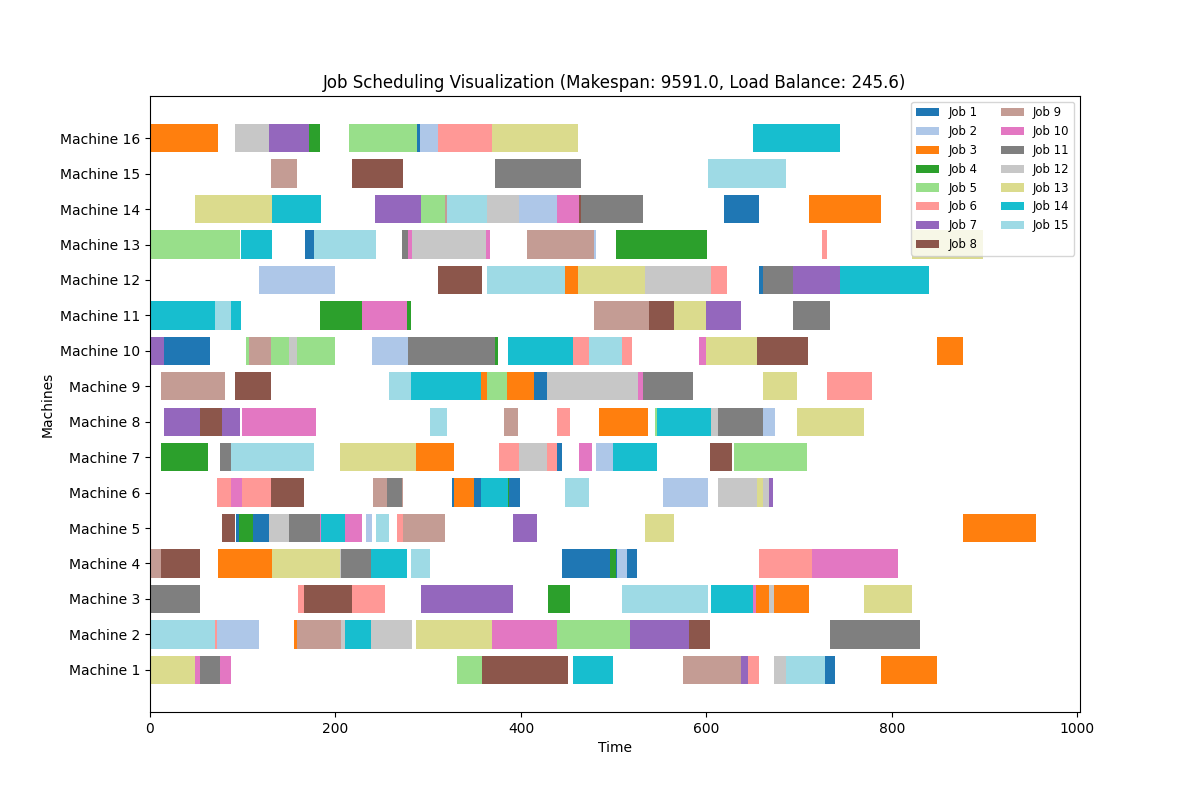 Job Scheduling Visualization (Makespan: 9591.0, Load Balance: 245.6)
Job 1
Job 2
Job 3
Job 4
Job 5
Job 6
Job 7
Job 8
Job 9
Job 10
Job 11
Job 12
Job 13
Job 14
Job 15
Machine 16
Machine 15
Machine 14
Machine 13
Machine 12
Machine 11
Machine 10
Machine 9
Machine 8
Machine 7
Machine 6
Machine 5
Machine 4
Machine 3
Machine 2
Machine 1
Machines
0 200 400 600 800 1000
Time